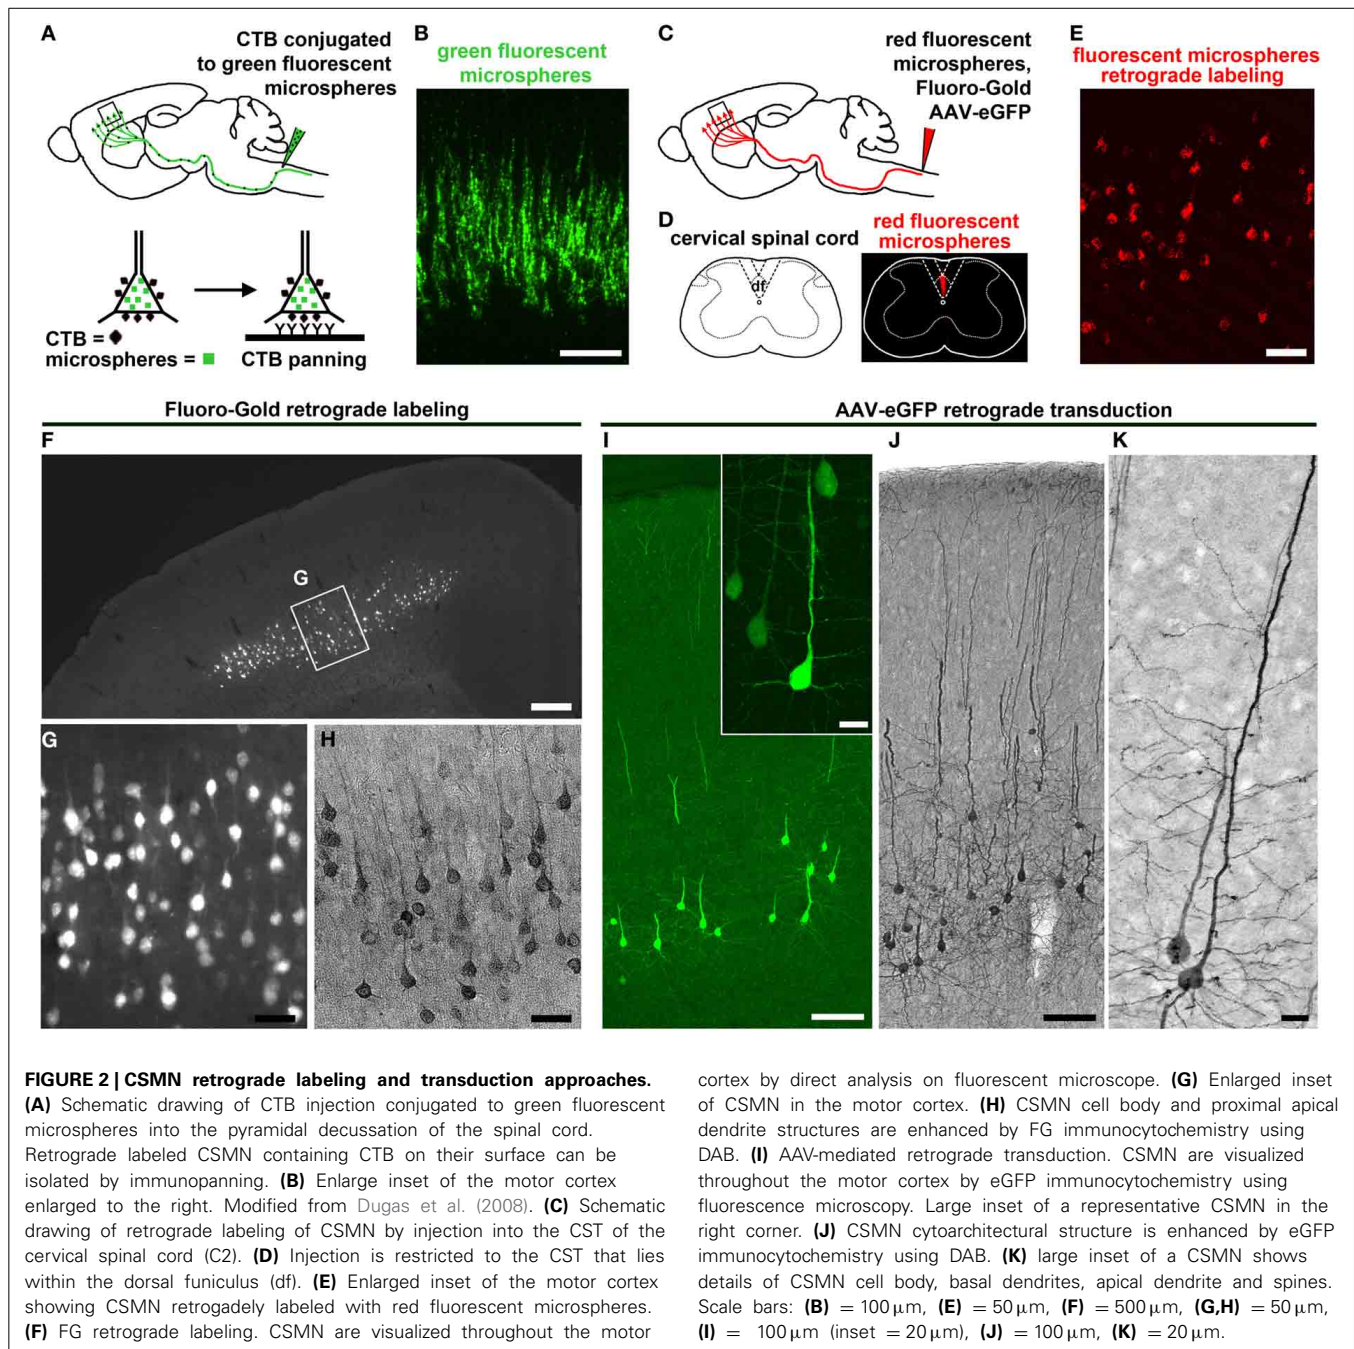 A
CTB conjugated
to green fluorescent
microspheres
CTB =
microspheres =
CTB panning
YYYYY
B
green fluorescent
microspheres
C
red fluorescent
microspheres,
Fluoro-Gold
AAV-eGFP
D
cervical spinal cord
df
red fluorescent
microspheres
E
fluorescent microspheres
retrograde labeling
Fluoro-Gold retrograde labeling
AAV-eGFP retrograde transduction
F
G
G
H
I
J
K
FIGURE 2 | CSMN retrograde labeling and transduction approaches.
(A) Schematic drawing of CTB injection conjugated to green fluorescent
microspheres into the pyramidal decussation of the spinal cord.
Retrograde labeled CSMN containing CTB on their surface can be
isolated by immunopanning. (B) Enlarge inset of the motor cortex
enlarged to the right. Modified from Dugas et al. (2008). (C) Schematic
drawing of retrograde labeling of CSMN by injection into the CST of the
cervical spinal cord (C2). (D) Injection is restricted to the CST that lies
within the dorsal funiculus (df). (E) Enlarged inset of the motor cortex
showing CSMN retrogadely labeled with red fluorescent microspheres.
(F) FG retrograde labeling. CSMN are visualized throughout the motor
cortex by direct analysis on fluorescent microscope. (G) Enlarged inset
of CSMN in the motor cortex. (H) CSMN cell body and proximal apical
dendrite structures are enhanced by FG immunocytochemistry using
DAB. (I) AAV-mediated retrograde transduction. CSMN are visualized
throughout the motor cortex by eGFP immunocytochemistry using
fluorescence microscopy. Large inset of a representative CSMN in the
right corner. (J) CSMN cytoarchitectural structure is enhanced by eGFP
immunocytochemistry using DAB. (K) large inset of a CSMN shows
details of CSMN cell body, basal dendrites, apical dendrite and spines.
Scale bars: (B) = 100 μm, (E) = 50 μm, (F) = 500 μm, (G,H) = 50 μm,
(I) = 100 μm (inset = 20 μm), (J) = 100 μm, (K) = 20 μm.